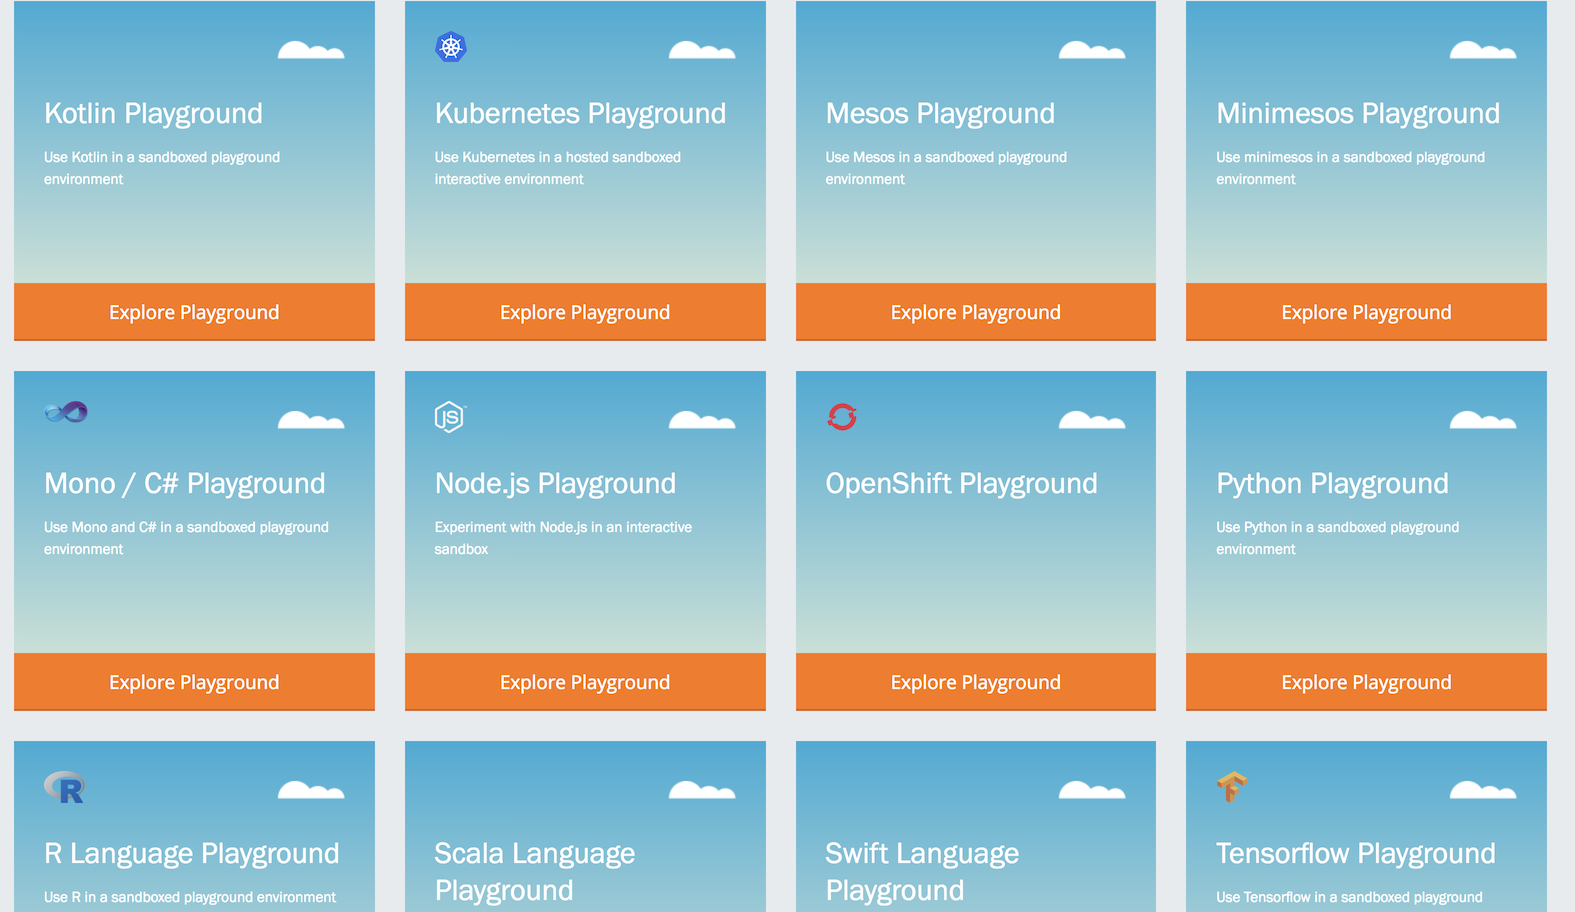 Kotlin Playground
Use Kotlin in a sandboxed playground
environment
Explore Playground
Kubernetes Playground
Use Kubernetes in a hosted sandboxed
interactive environment
Explore Playground
Mesos Playground
Use Mesos in a sandboxed playground
environment
Explore Playground
Minimesos Playground
Use minimesos in a sandboxed playground
environment
Explore Playground
Mono / C# Playground
Use Mono and C# in a sandboxed playground
environment
Explore Playground
JS
Node.js Playground
Experiment with Node.js in an interactive
sandbox
Explore Playground
OpenShift Playground
Explore Playground
Python Playground
Use Python in a sandboxed playground
environment
Explore Playground
R
R Language Playground
Use R in a sandboxed playground environment
Scala Language
Playground
Swift Language
Playground
Tensorflow Playground
Use Tensorflow in a sandboxed playground